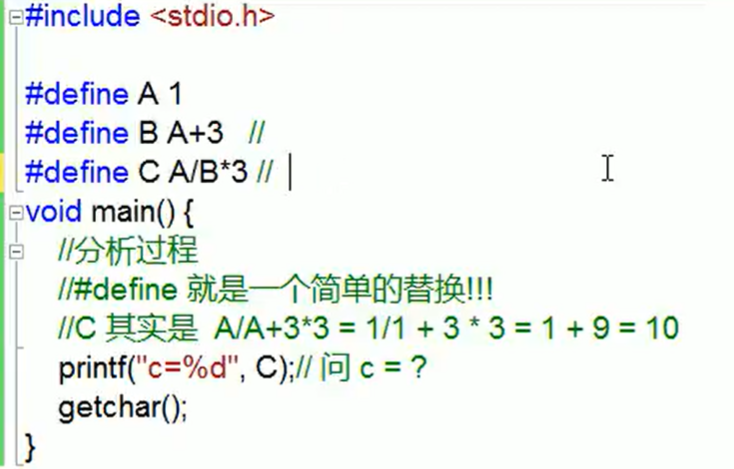 #include <stdio.h>
#define A 1
#define B A+3 //
#define C A/B*3 //
void main() {
//分析过程
//#define 就是一个简单的替换!!!
//C 其实是 A/A+3*3 = 1/1 + 3 * 3 = 1 + 9 = 10
printf("c=%d", C);// 问 c = ?
getchar();
}